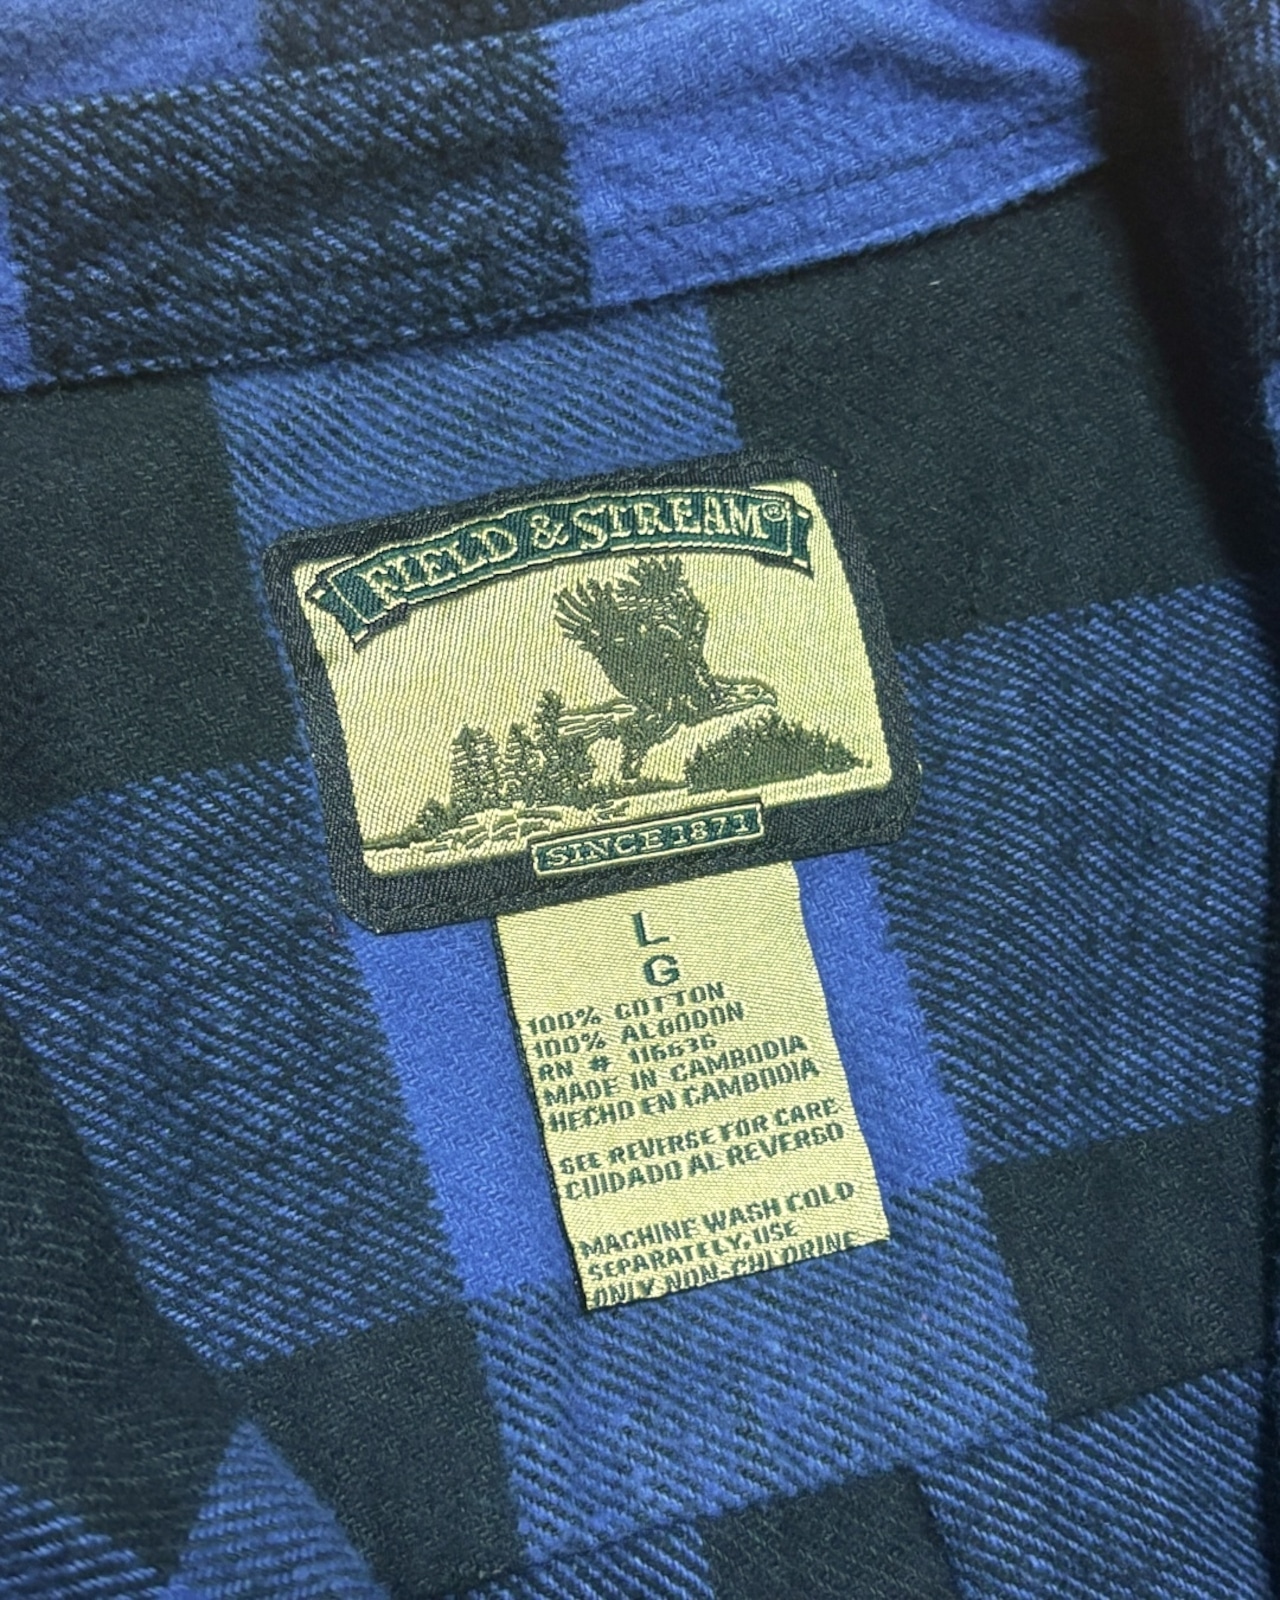 FIELD & STREAM®
SINCE 1871
L
G
100% COTTON
100% ALGODON
RN # 116636
MADE IN CAMBODIA
HECHO EN CAMBODIA
SEE REVERSE FOR CARE
CUIDADO AL REVERSO
MACHINE WASH COLD
SEPARATELY, USE
ONLY NON-CHLORINE